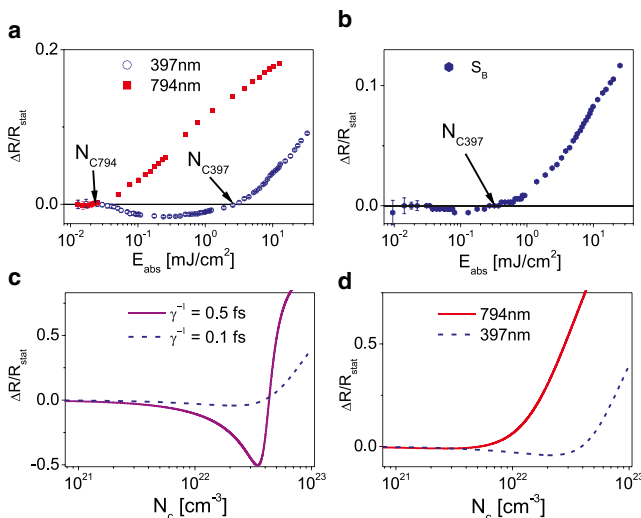 a
0.2
0.0
ΔR/R_stat
397nm
794nm
N_C794
N_C397
10^-2 10^-1 10^0 10^1
E_abs [mJ/cm^2]
b
0.1
0.0
ΔR/R_stat
S_B
N_C397
10^-2 10^-1 10^0 10^1
E_abs [mJ/cm^2]
c
0.5
0.0
-0.5
ΔR/R_stat
γ^-1 = 0.5 fs
γ^-1 = 0.1 fs
10^21 10^22 10^23
N_c [cm^-3]
d
0.5
0.0
ΔR/R_stat
794nm
397nm
10^21 10^22 10^23
N_c [cm^-3]